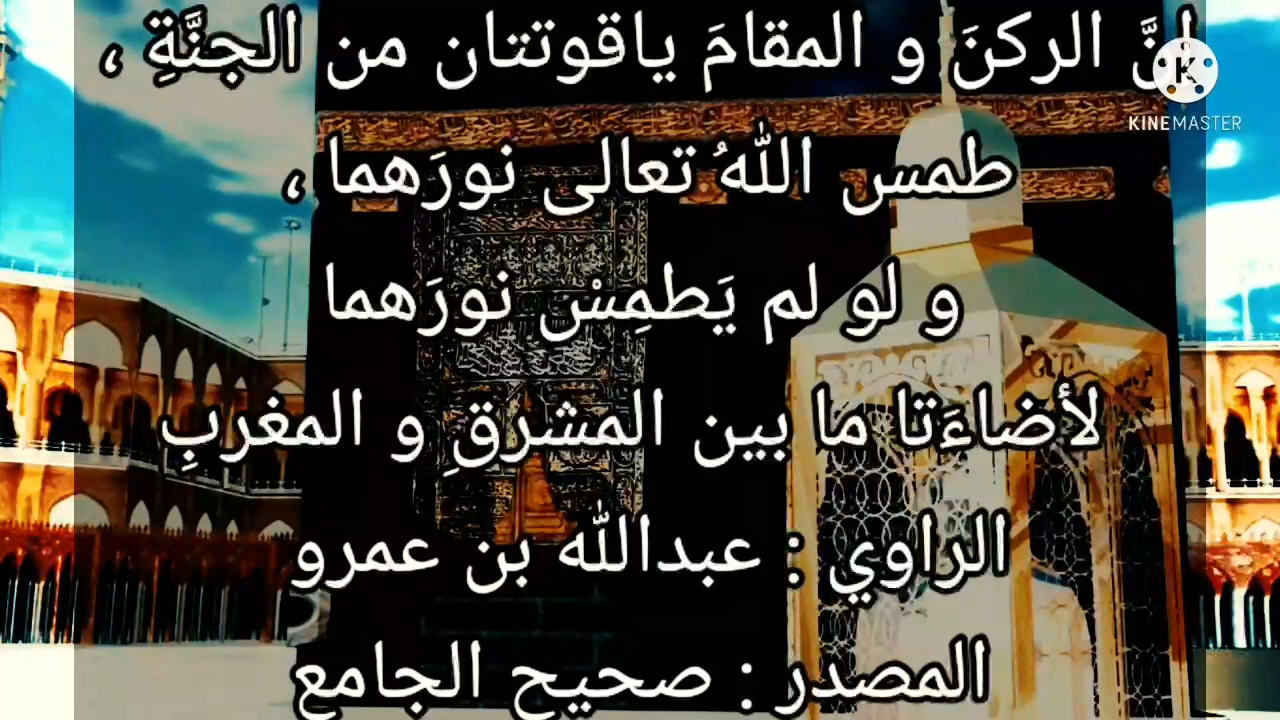 إنَّ الركنَ و المقامَ ياقوتتان من الجنَّةِ ،
طمس اللهُ تعالى نورَهما ،
و لو لم يَطمِسْ نورَهما
لأضاءَتا ما بين المشرقِ و المغربِ
الراوي : عبدالله بن عمرو
المصدر : صحيح الجامع
K
KINEMASTER